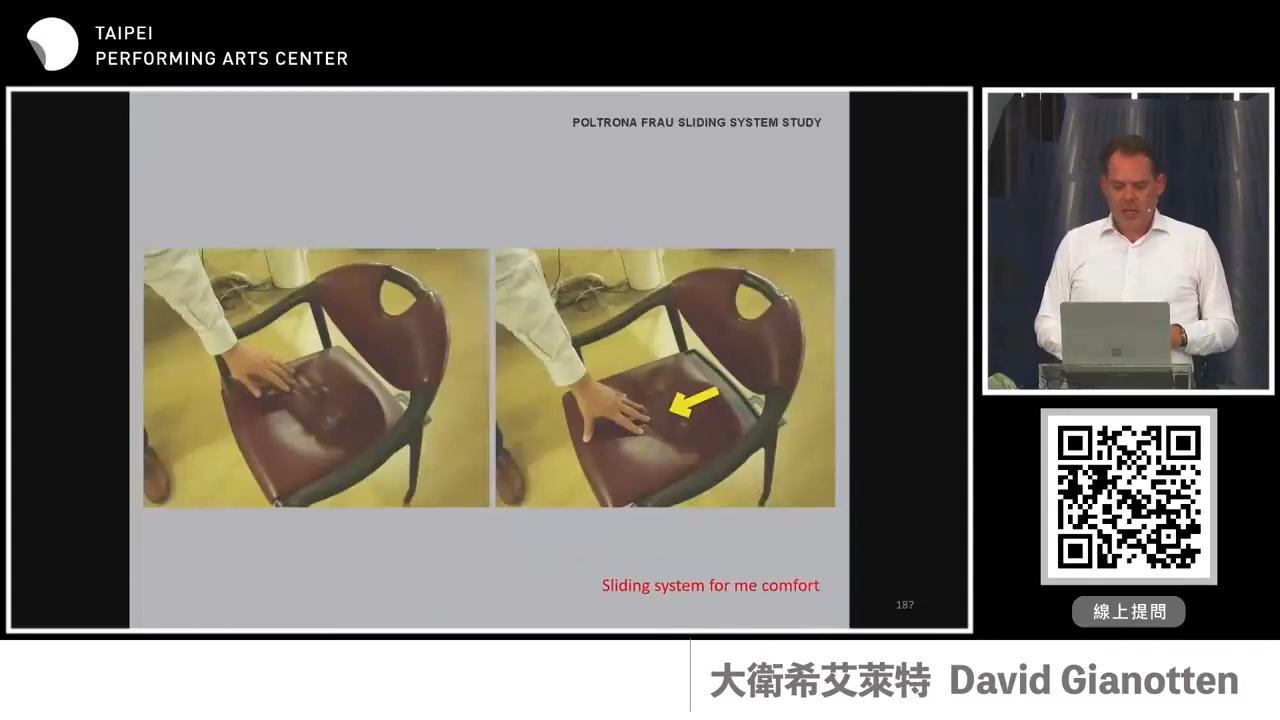 TAIPEI
PERFORMING ARTS CENTER
POLTRONA FRAU SLIDING SYSTEM STUDY
Sliding system for me comfort
187
線上提問
大衛希艾萊特 David Gianotten